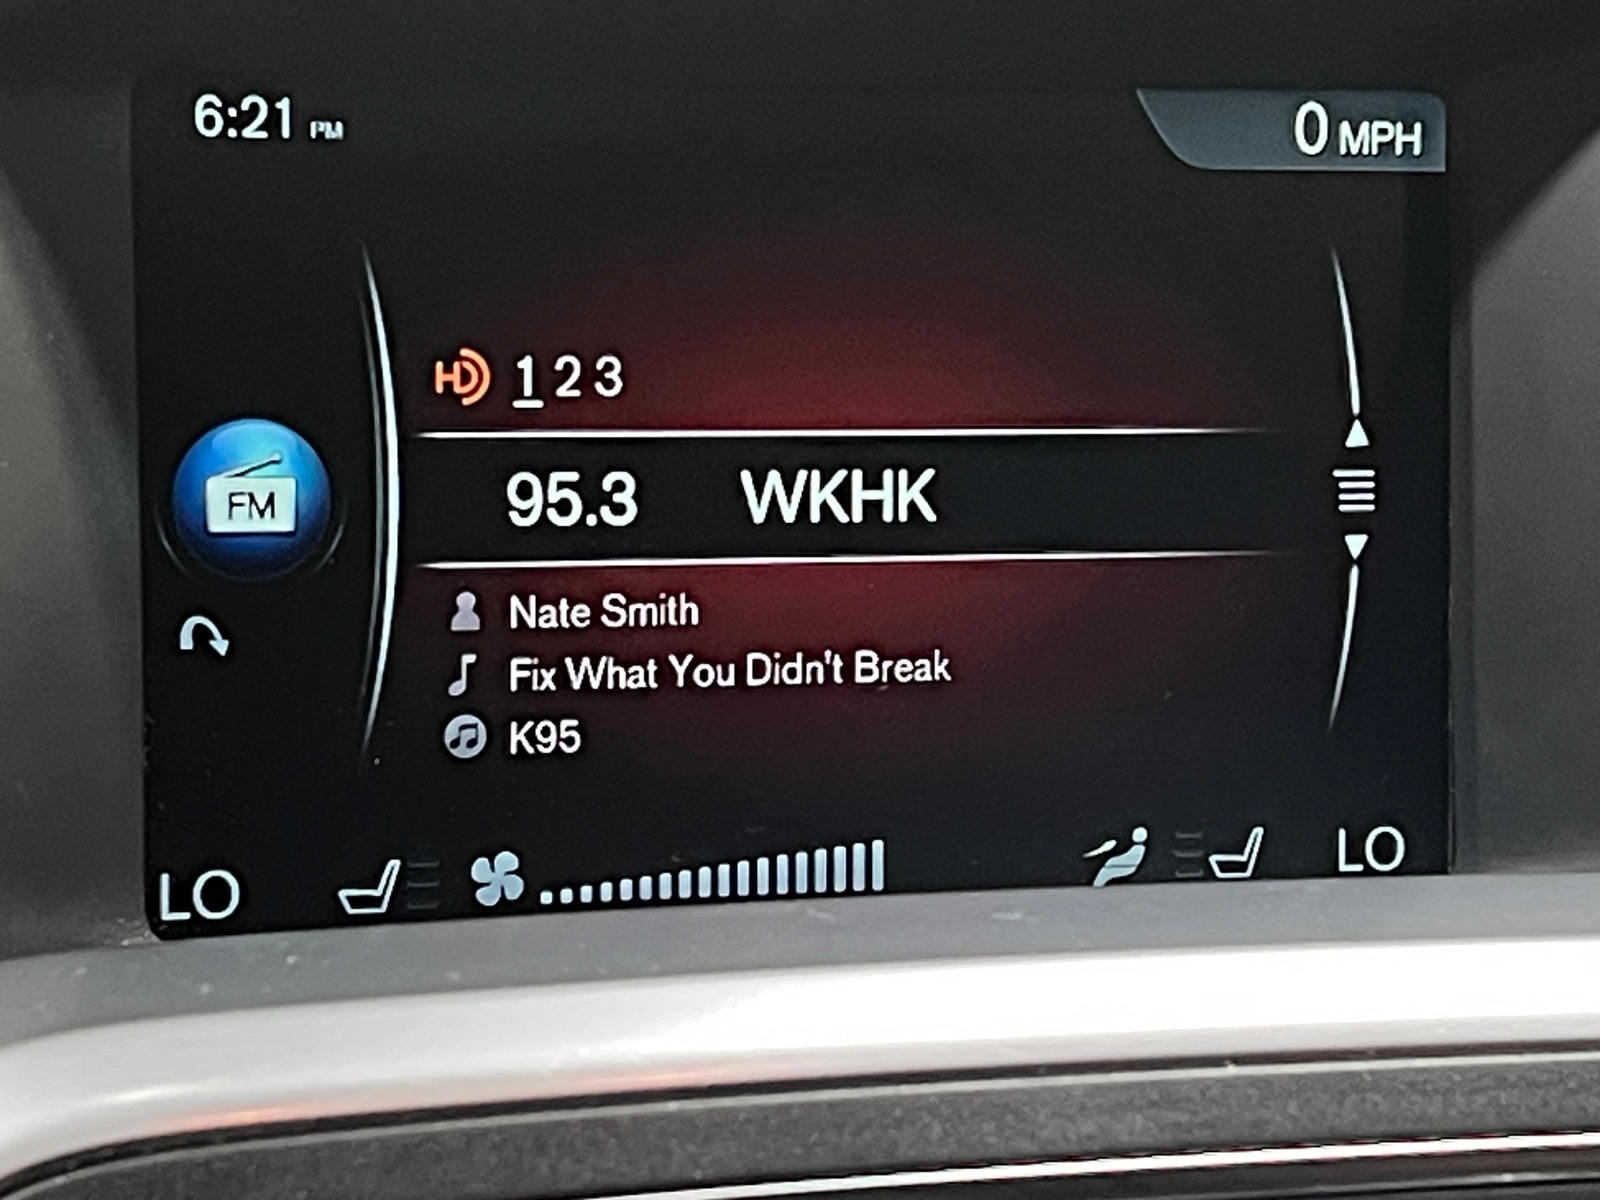 6:21 PM
0 MPH
HD 1 2 3
FM
95.3 WKHK
Nate Smith
Fix What You Didn't Break
K95
LO LO